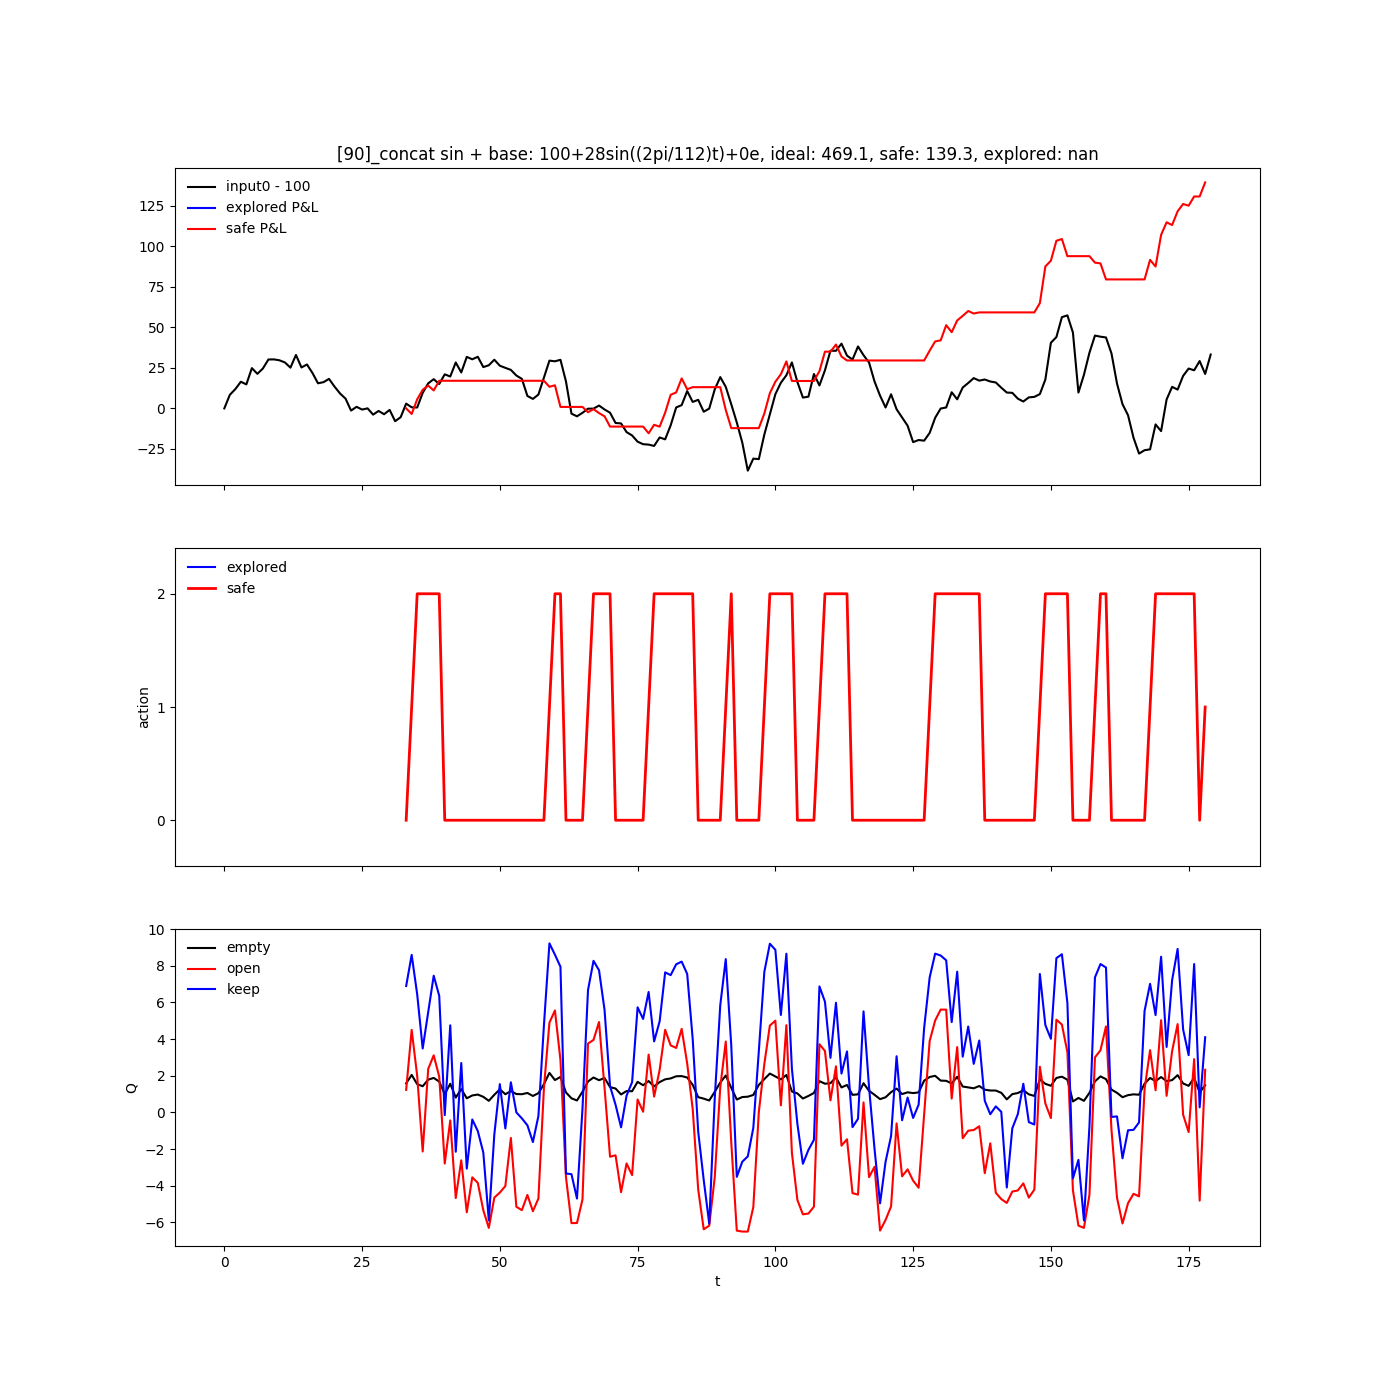 [90]_concat sin + base: 100+28sin((2pi/112)t)+0e, ideal: 469.1, safe: 139.3, explored: nan
input0 - 100
explored P&L
safe P&L
125
100
75
50
25
0
−25
explored
safe
2
1
0
action
empty
open
keep
10
8
6
4
2
0
−2
−4
−6
Q
0 25 50 75 100 125 150 175
t